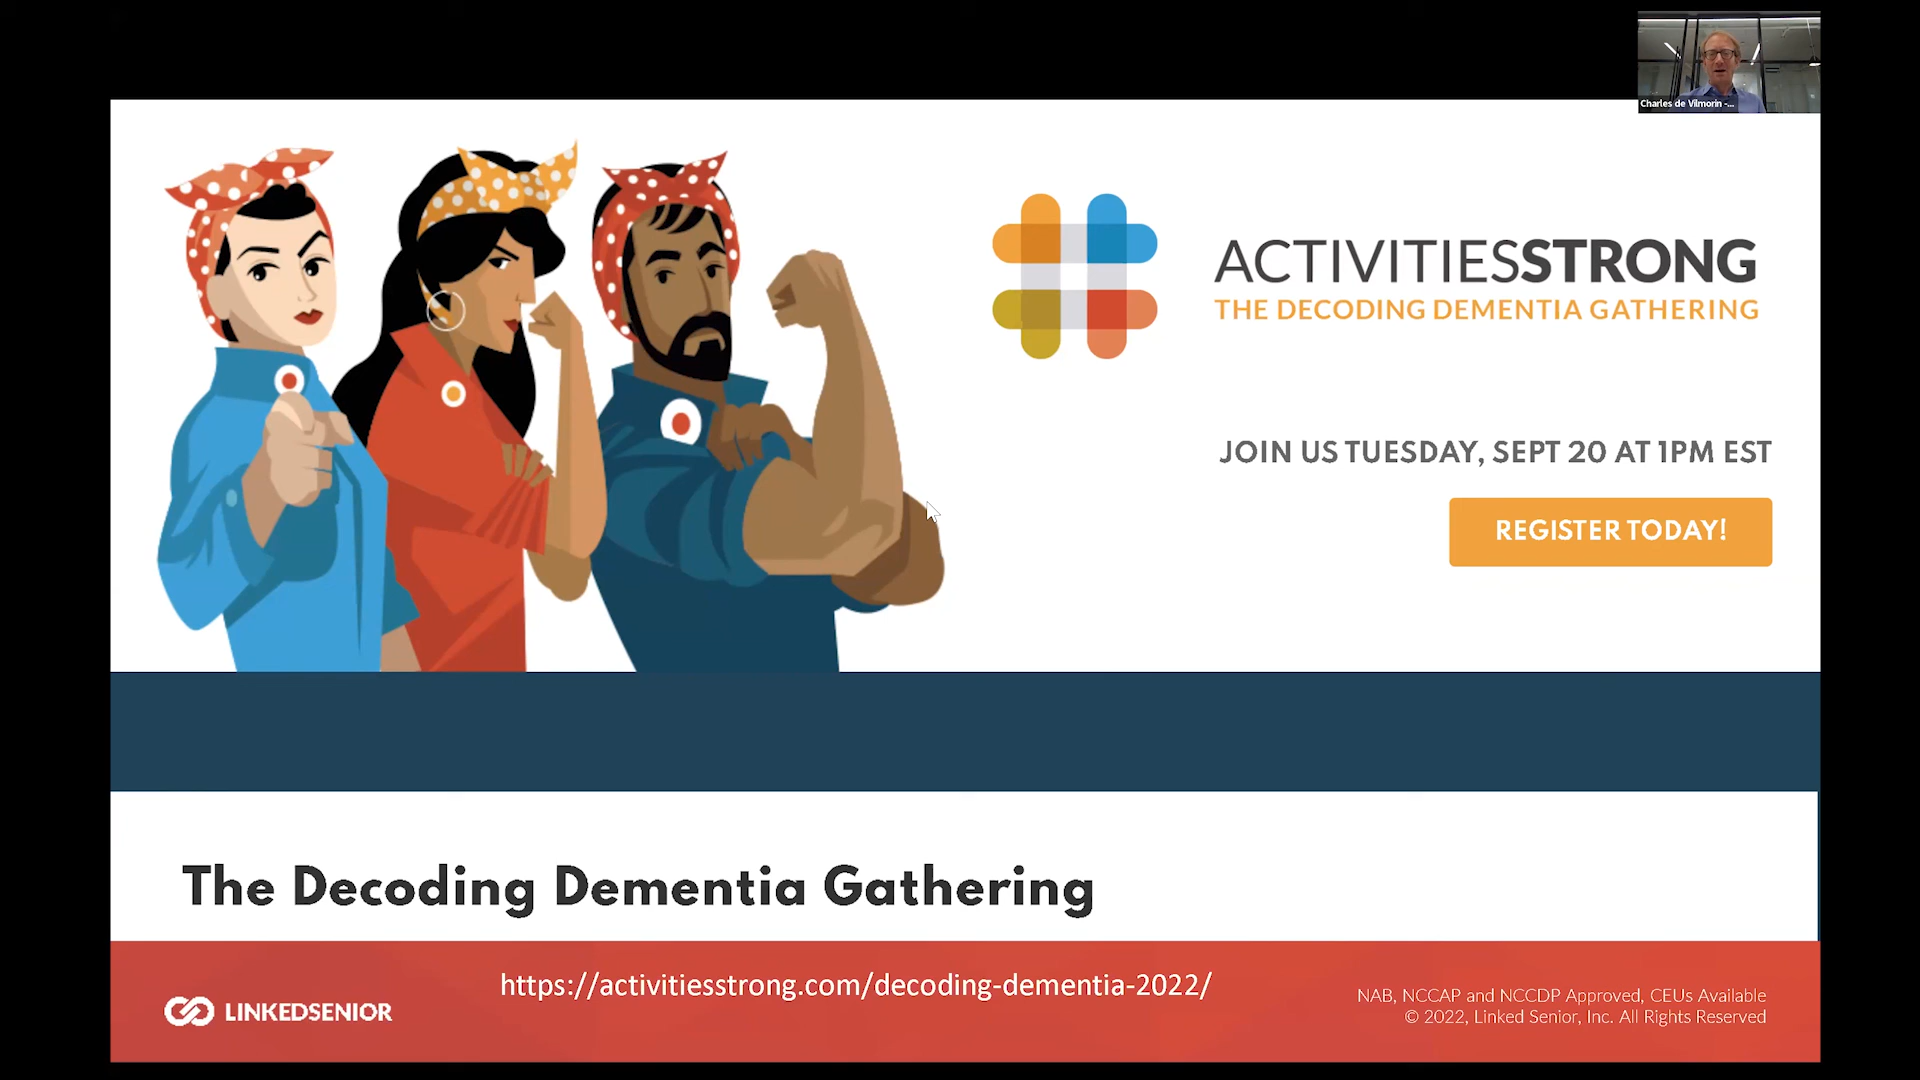 Charles de Vilmorin -...
ACTIVITIESSTRONG
THE DECODING DEMENTIA GATHERING
JOIN US TUESDAY, SEPT 20 AT 1PM EST
REGISTER TODAY!
The Decoding Dementia Gathering
https://activitiesstrong.com/decoding-dementia-2022/
LINKEDSENIOR
NAB, NCCAP and NCCDP Approved, CEUs Available
© 2022, Linked Senior, Inc. All Rights Reserved